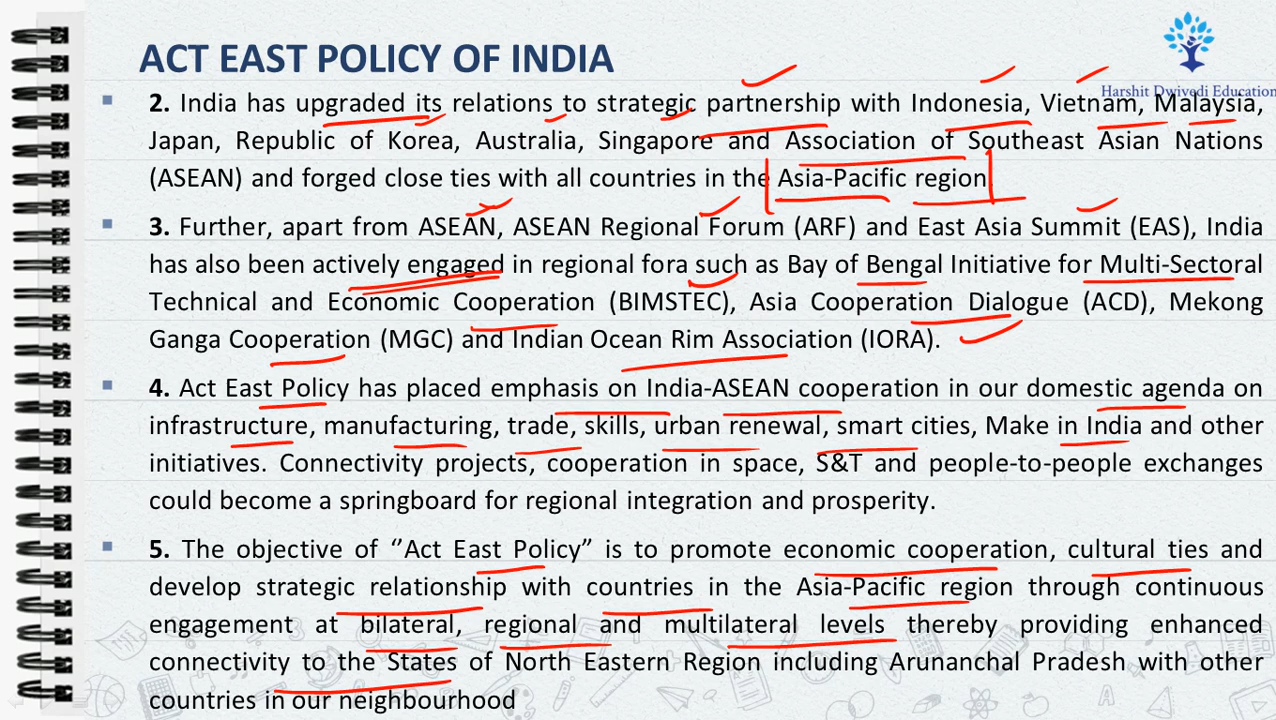 ACT EAST POLICY OF INDIA
Harshit Dwivedi Education
2. India has upgraded its relations to strategic partnership with Indonesia, Vietnam, Malaysia,
Japan, Republic of Korea, Australia, Singapore and Association of Southeast Asian Nations
(ASEAN) and forged close ties with all countries in the Asia-Pacific region.
3. Further, apart from ASEAN, ASEAN Regional Forum (ARF) and East Asia Summit (EAS), India
has also been actively engaged in regional fora such as Bay of Bengal Initiative for Multi-Sectoral
Technical and Economic Cooperation (BIMSTEC), Asia Cooperation Dialogue (ACD), Mekong
Ganga Cooperation (MGC) and Indian Ocean Rim Association (IORA).
4. Act East Policy has placed emphasis on India-ASEAN cooperation in our domestic agenda on
infrastructure, manufacturing, trade, skills, urban renewal, smart cities, Make in India and other
initiatives. Connectivity projects, cooperation in space, S&T and people-to-people exchanges
could become a springboard for regional integration and prosperity.
5. The objective of ‘’Act East Policy” is to promote economic cooperation, cultural ties and
develop strategic relationship with countries in the Asia-Pacific region through continuous
engagement at bilateral, regional and multilateral levels thereby providing enhanced
connectivity to the States of North Eastern Region including Arunanchal Pradesh with other
countries in our neighbourhood